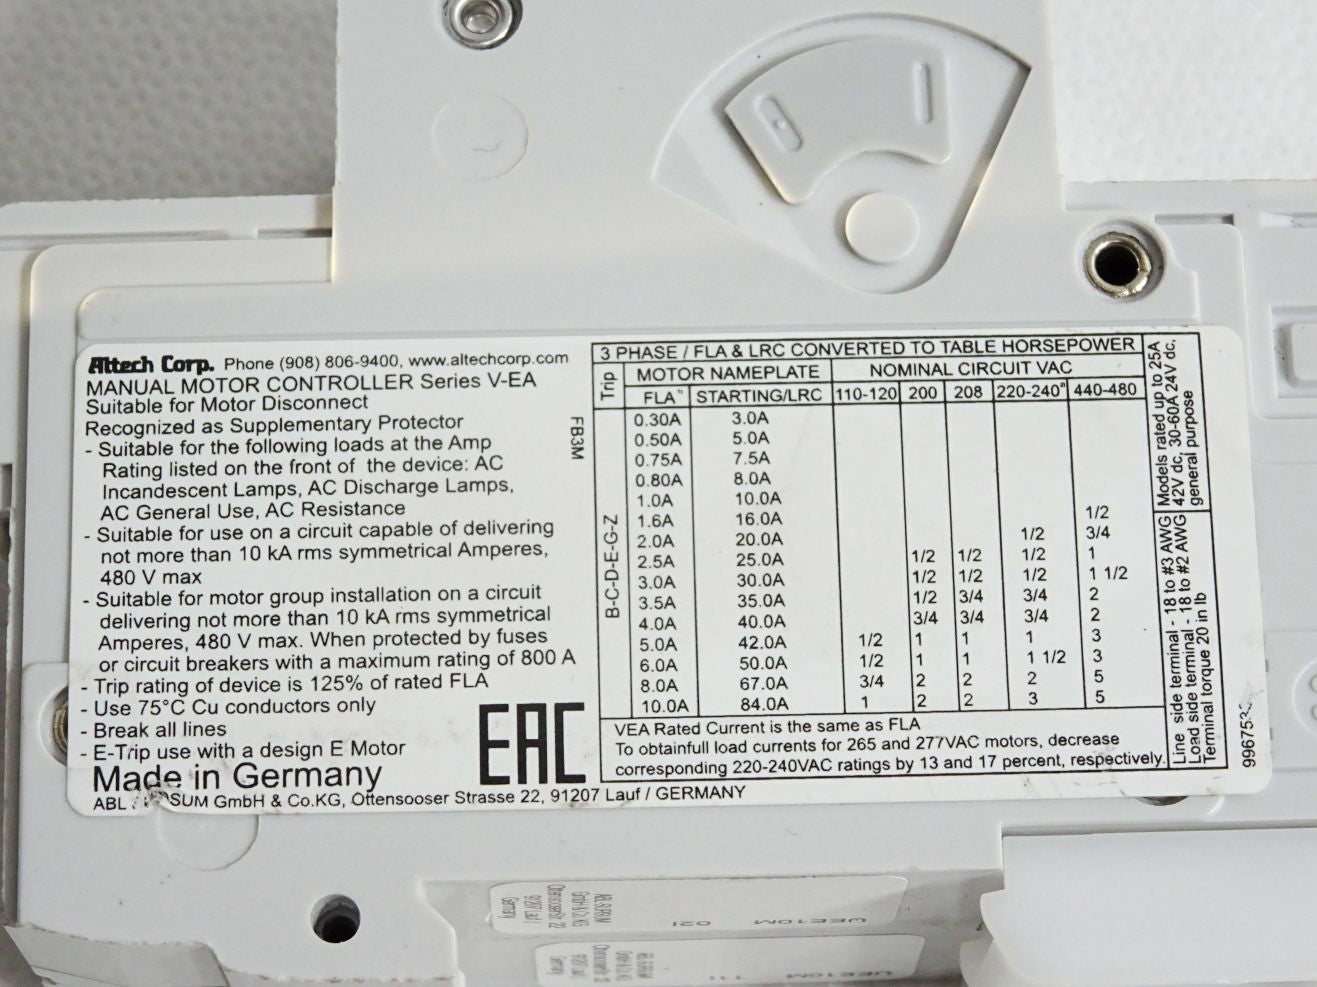 Altech Corp. Phone (908) 806-9400, www.altechcorp.com
MANUAL MOTOR CONTROLLER Series V-EA
Suitable for Motor Disconnect
Recognized as Supplementary Protector
- Suitable for the following loads at the Amp
Rating listed on the front of the device: AC
Incandescent Lamps, AC Discharge Lamps,
AC General Use, AC Resistance
- Suitable for use on a circuit capable of delivering
not more than 10 kA rms symmetrical Amperes,
480 V max
- Suitable for motor group installation on a circuit
delivering not more than 10 kA rms symmetrical
Amperes, 480 V max. When protected by fuses
or circuit breakers with a maximum rating of 800 A
- Trip rating of device is 125% of rated FLA
- Use 75°C Cu conductors only
- Break all lines
- E-Trip use with a design E Motor
Made in Germany
ABL SUM GmbH & Co.KG, Ottensooser Strasse 22, 91207 Lauf / GERMANY
FB3M
EAC
3 PHASE / FLA & LRC CONVERTED TO TABLE HORSEPOWER
Trip MOTOR NAMEPLATE NOMINAL CIRCUIT VAC
FLA" STARTING/LRC 110-120 200 208 220-240" 440-480
B-C-D-E-G-Z
0.30A 3.0A
0.50A 5.0A
0.75A 7.5A
0.80A 8.0A
1.0A 10.0A
1.6A 16.0A 1/2
2.0A 20.0A 1/2 3/4
2.5A 25.0A 1/2 1/2 1/2 1
3.0A 30.0A 1/2 1/2 1/2 1 1/2
3.5A 35.0A 1/2 3/4 3/4 2
4.0A 40.0A 3/4 3/4 3/4 2
5.0A 42.0A 1/2 1 1 1 3
6.0A 50.0A 1/2 1 1 1 1/2 3
8.0A 67.0A 3/4 2 2 2 5
10.0A 84.0A 1 2 2 3 5
VEA Rated Current is the same as FLA
To obtainfull load currents for 265 and 277VAC motors, decrease
corresponding 220-240VAC ratings by 13 and 17 percent, respectively.
Models rated up to 25A
42V dc, 30-60A 24V dc,
general purpose
Line side terminal - 18 to #3 AWG
Load side terminal - 18 to #2 AWG
Terminal torque 20 in lb
996753